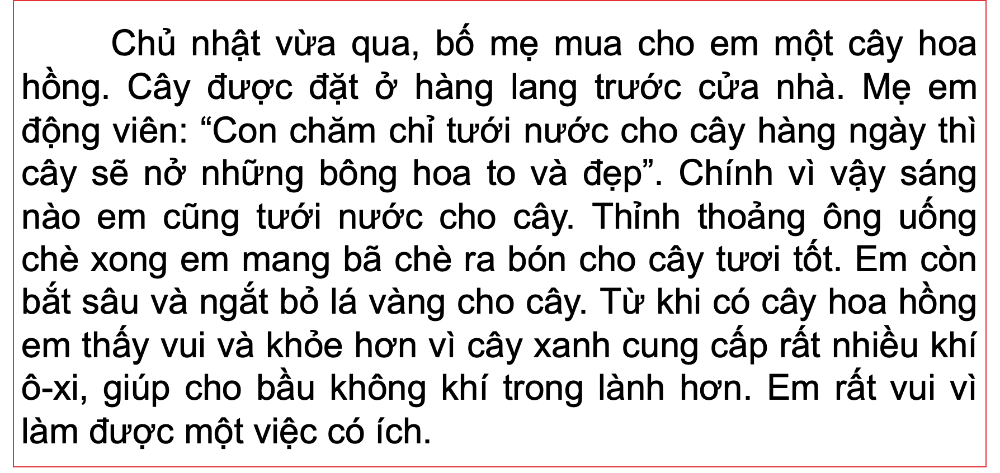 Chủ nhật vừa qua, bố mẹ mua cho em một cây hoa
hồng. Cây được đặt ở hàng lang trước cửa nhà. Mẹ em
động viên: “Con chăm chỉ tưới nước cho cây hàng ngày thì
cây sẽ nở những bông hoa to và đẹp”. Chính vì vậy sáng
nào em cũng tưới nước cho cây. Thỉnh thoảng ông uống
chè xong em mang bã chè ra bón cho cây tươi tốt. Em còn
bắt sâu và ngắt bỏ lá vàng cho cây. Từ khi có cây hoa hồng
em thấy vui và khỏe hơn vì cây xanh cung cấp rất nhiều khí
ô-xi, giúp cho bầu không khí trong lành hơn. Em rất vui vì
làm được một việc có ích.